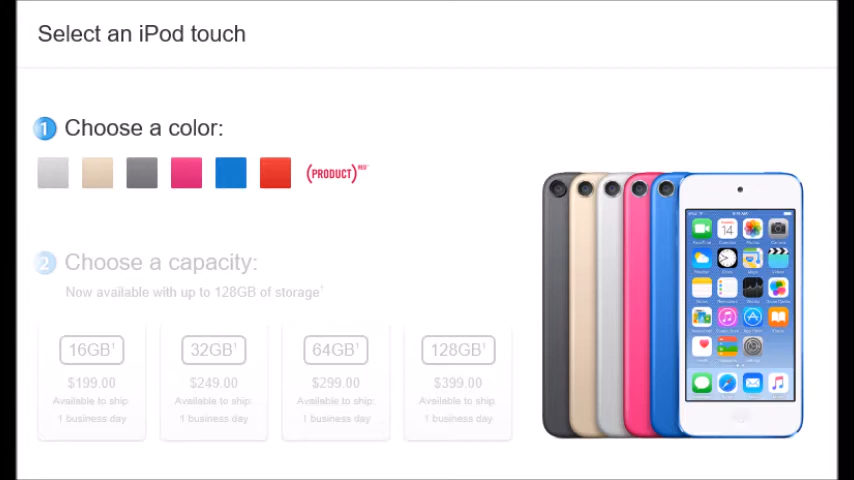 Select an iPod touch
1 Choose a color:
(PRODUCT)RED™
2 Choose a capacity:
Now available with up to 128GB of storage¹
16GB¹ 32GB¹ 64GB¹ 128GB¹
$199.00 $249.00 $299.00 $399.00
Available to ship: Available to ship: Available to ship: Available to ship:
1 business day 1 business day 1 business day 1 business day
14